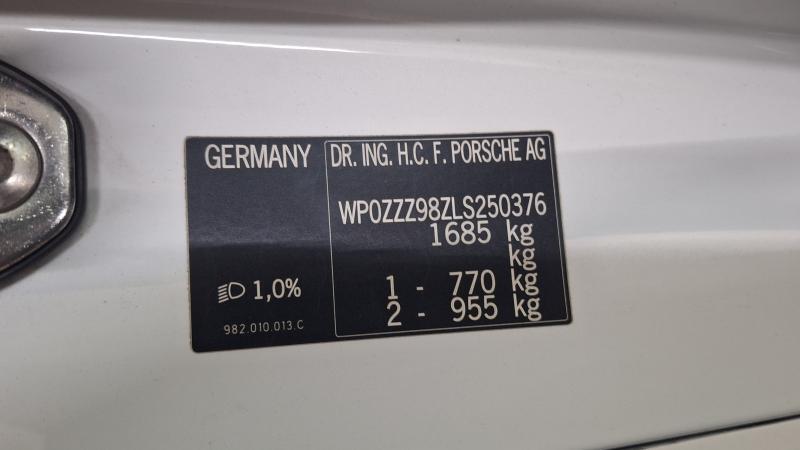 GERMANY
DR. ING. H.C. F. PORSCHE AG
WP0ZZZ98ZLS250376
1685 kg
kg
1 - 770 kg
2 - 955 kg
1,0%
982.010.013.C